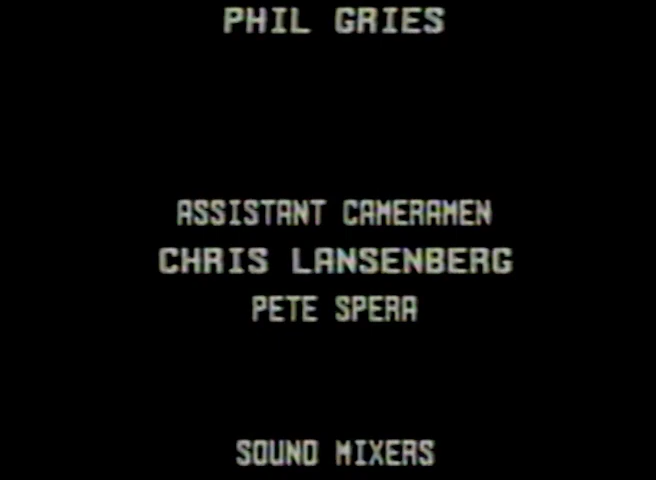 PHIL GRIES
ASSISTANT CAMERAMEN
CHRIS LANSENBERG
PETE SPERA
SOUND MIXERS